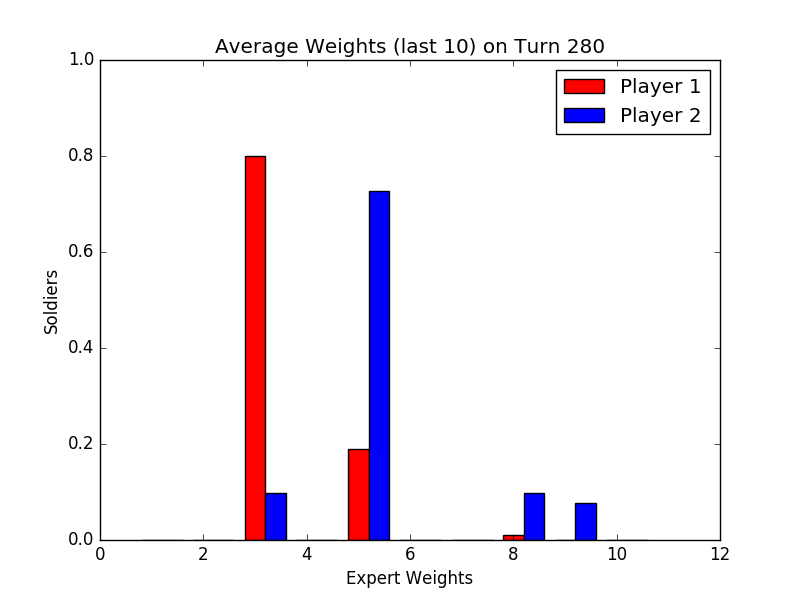 Average Weights (last 10) on Turn 280
Player 1
Player 2
1.0
0.8
0.6
0.4
0.2
0.0
Soldiers
0 2 4 6 8 10 12
Expert Weights